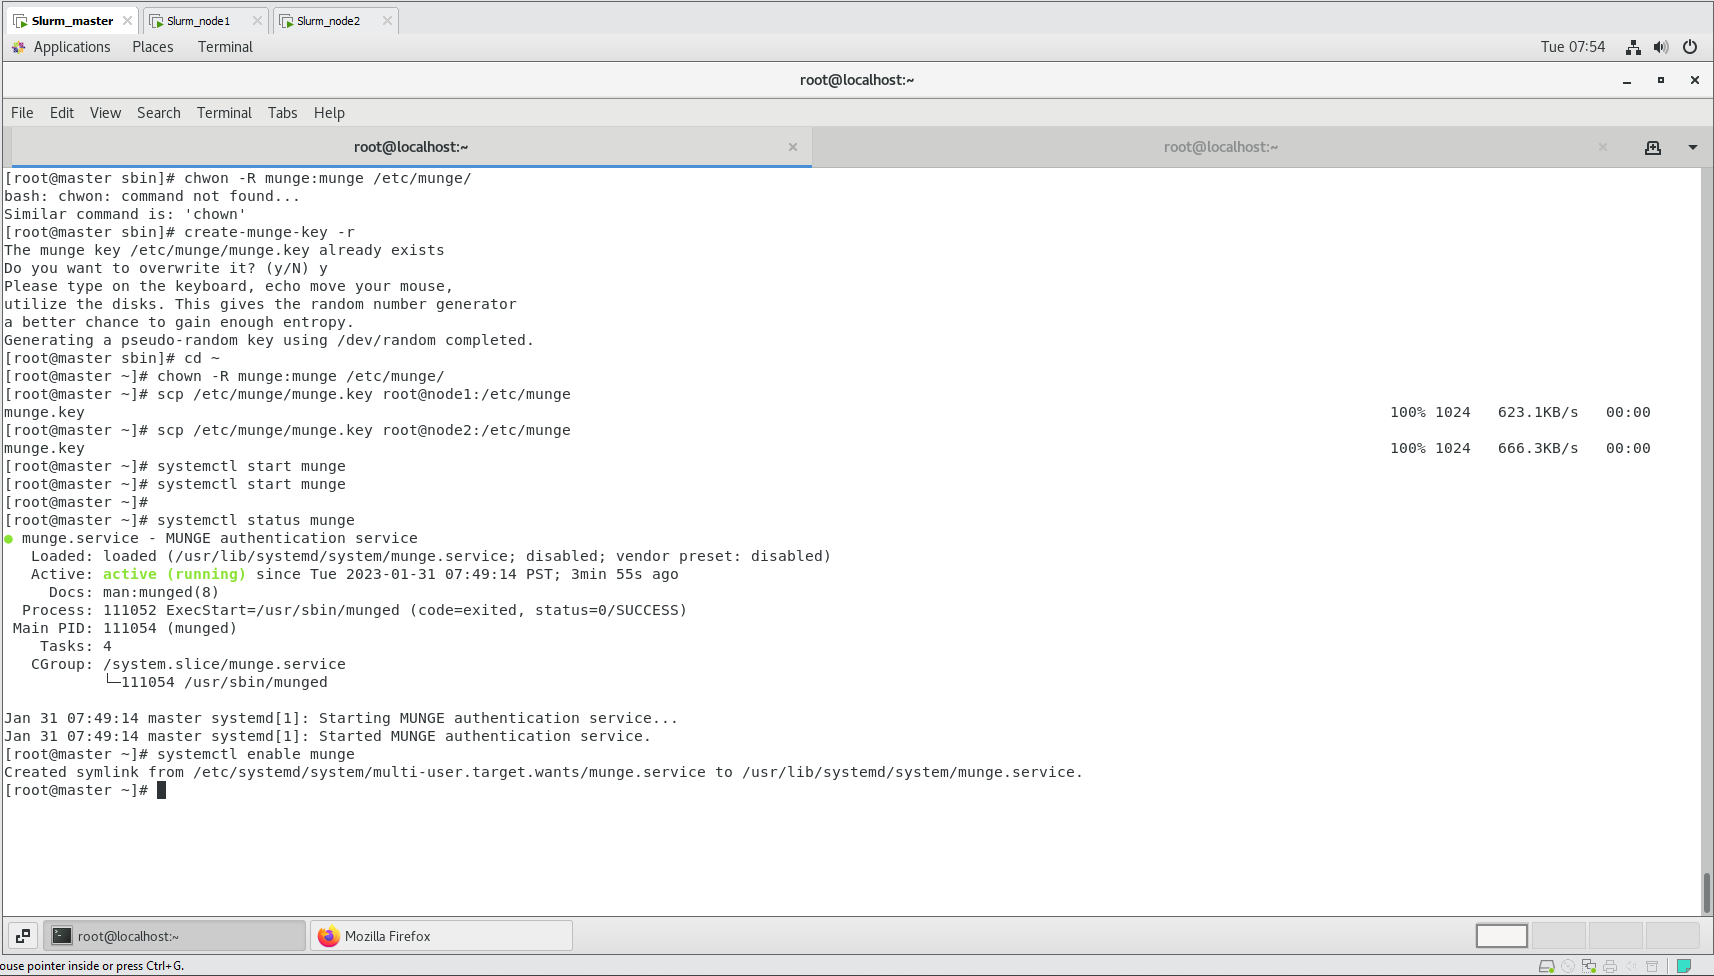 Slurm_master
Slurm_node1
Slurm_node2
Applications Places Terminal
Tue 07:54
root@localhost:~
File Edit View Search Terminal Tabs Help
root@localhost:~
root@localhost:~
[root@master sbin]# chwon -R munge:munge /etc/munge/
bash: chwon: command not found...
Similar command is: 'chown'
[root@master sbin]# create-munge-key -r
The munge key /etc/munge/munge.key already exists
Do you want to overwrite it? (y/N) y
Please type on the keyboard, echo move your mouse,
utilize the disks. This gives the random number generator
a better chance to gain enough entropy.
Generating a pseudo-random key using /dev/random completed.
[root@master sbin]# cd ~
[root@master ~]# chown -R munge:munge /etc/munge/
[root@master ~]# scp /etc/munge/munge.key root@node1:/etc/munge
munge.key 100% 1024 623.1KB/s 00:00
[root@master ~]# scp /etc/munge/munge.key root@node2:/etc/munge
munge.key 100% 1024 666.3KB/s 00:00
[root@master ~]# systemctl start munge
[root@master ~]# systemctl start munge
[root@master ~]#
[root@master ~]# systemctl status munge
● munge.service - MUNGE authentication service
Loaded: loaded (/usr/lib/systemd/system/munge.service; disabled; vendor preset: disabled)
Active: active (running) since Tue 2023-01-31 07:49:14 PST; 3min 55s ago
Docs: man:munged(8)
Process: 111052 ExecStart=/usr/sbin/munged (code=exited, status=0/SUCCESS)
Main PID: 111054 (munged)
Tasks: 4
CGroup: /system.slice/munge.service
└─111054 /usr/sbin/munged
Jan 31 07:49:14 master systemd[1]: Starting MUNGE authentication service...
Jan 31 07:49:14 master systemd[1]: Started MUNGE authentication service.
[root@master ~]# systemctl enable munge
Created symlink from /etc/systemd/system/multi-user.target.wants/munge.service to /usr/lib/systemd/system/munge.service.
[root@master ~]#
root@localhost:~
Mozilla Firefox
ouse pointer inside or press Ctrl+G.